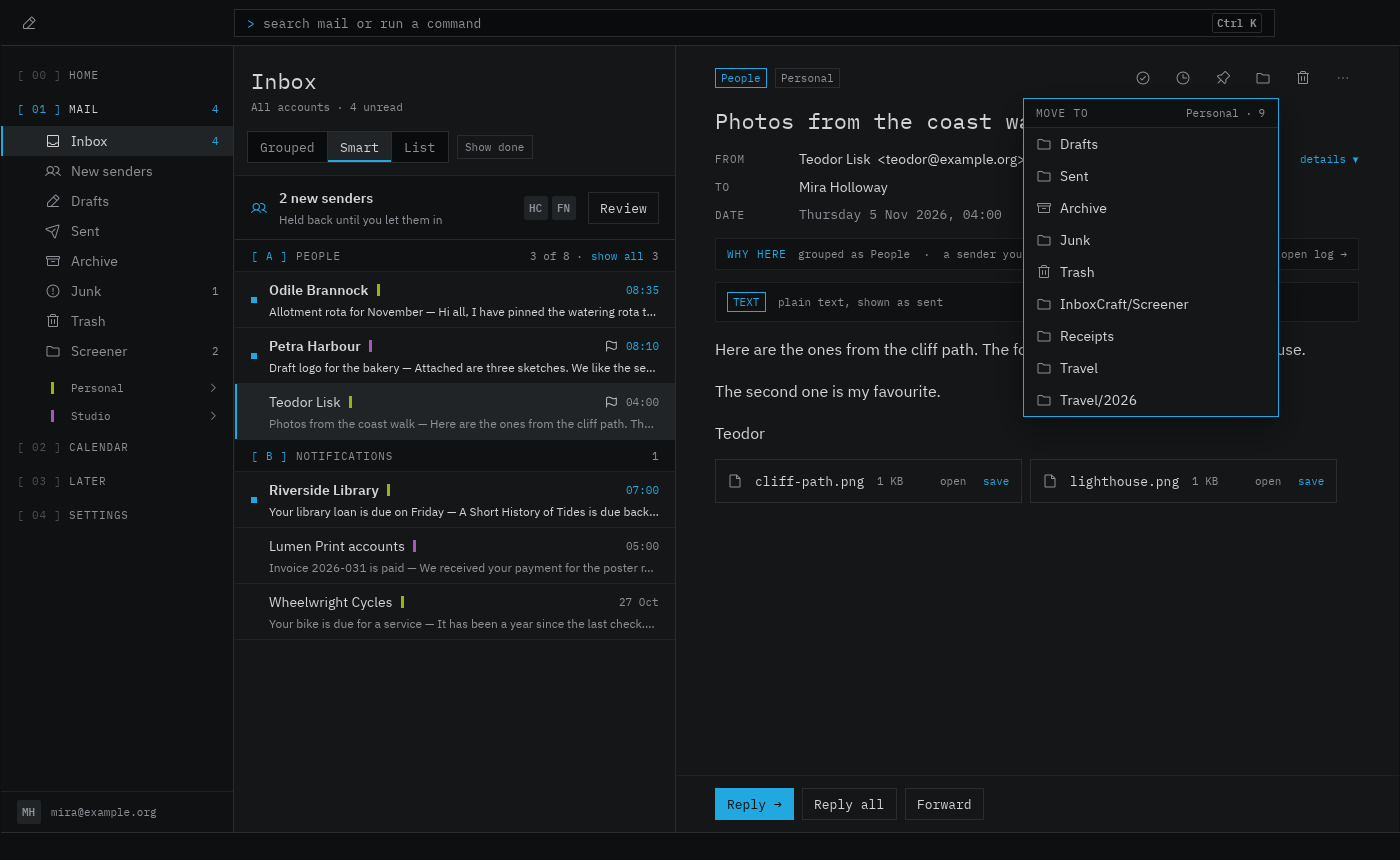 > search mail or run a command
Ctrl K
[ 00 ] HOME
[ 01 ] MAIL 4
Inbox 4
New senders
Drafts
Sent
Archive
Junk 1
Trash
Screener 2
Personal
Studio
[ 02 ] CALENDAR
[ 03 ] LATER
[ 04 ] SETTINGS
MH mira@example.org
Inbox
All accounts · 4 unread
Grouped Smart List Show done
2 new senders
Held back until you let them in
HC FN Review
[ A ] PEOPLE 3 of 8 · show all 3
Odile Brannock 08:35
Allotment rota for November — Hi all, I have pinned the watering rota t…
Petra Harbour 08:10
Draft logo for the bakery — Attached are three sketches. We like the se…
Teodor Lisk 04:00
Photos from the coast walk — Here are the ones from the cliff path. Th…
[ B ] NOTIFICATIONS 1
Riverside Library 07:00
Your library loan is due on Friday — A Short History of Tides is due back…
Lumen Print accounts 05:00
Invoice 2026-031 is paid — We received your payment for the poster r…
Wheelwright Cycles 27 Oct
Your bike is due for a service — It has been a year since the last check.…
People Personal
Photos from the coast wa
FROM Teodor Lisk <teodor@example.org> details ▾
TO Mira Holloway
DATE Thursday 5 Nov 2026, 04:00
WHY HERE grouped as People · a sender you open log →
TEXT plain text, shown as sent
Here are the ones from the cliff path. The fo use.
The second one is my favourite.
Teodor
cliff-path.png 1 KB open save
lighthouse.png 1 KB open save
MOVE TO Personal · 9
Drafts
Sent
Archive
Junk
Trash
InboxCraft/Screener
Receipts
Travel
Travel/2026
Reply → Reply all Forward